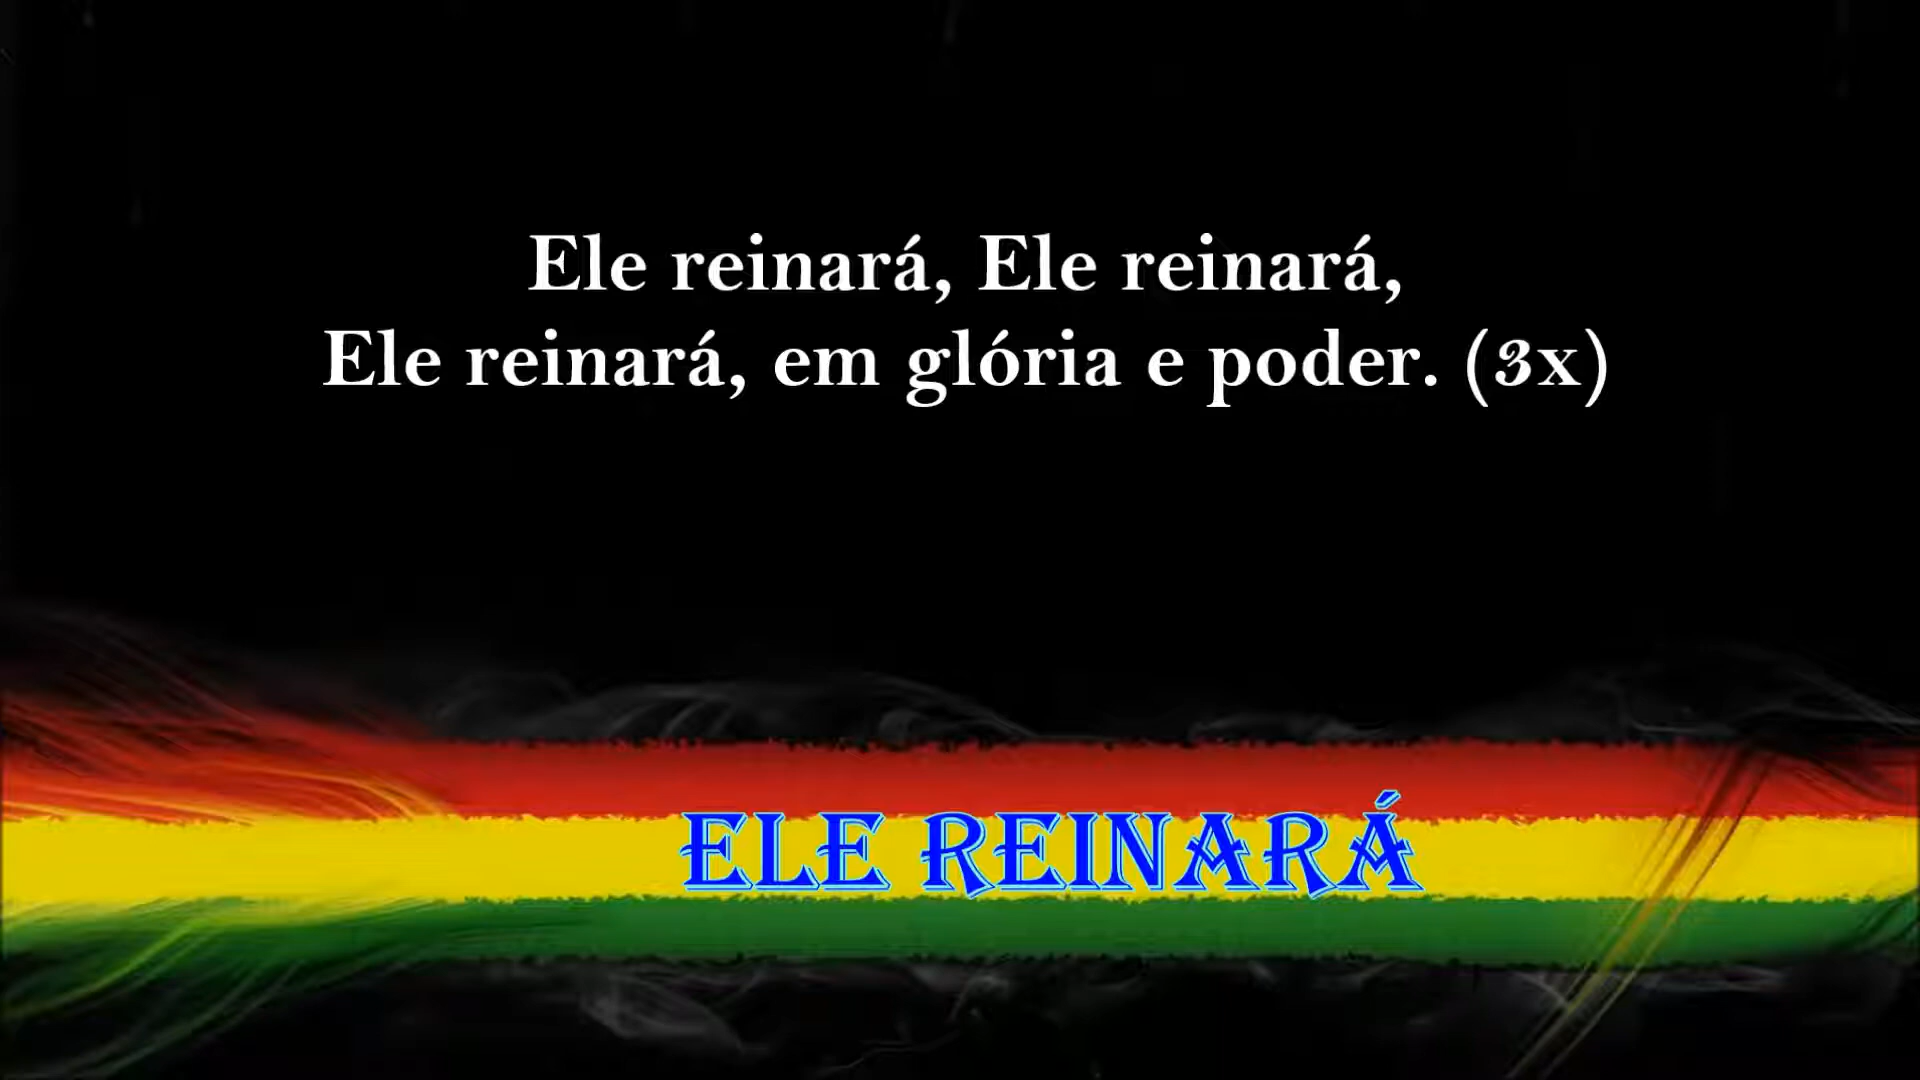 Ele reinará, Ele reinará,
Ele reinará, em glória e poder. (3x)
ELE REINARÁ